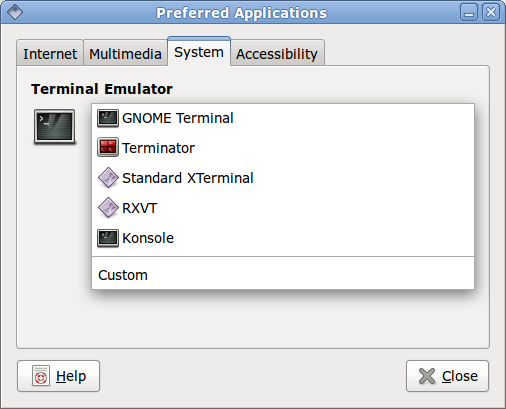 Preferred Applications
Internet Multimedia System Accessibility
Terminal Emulator
GNOME Terminal
Terminator
Standard XTerminal
RXVT
Konsole
Custom
Help Close